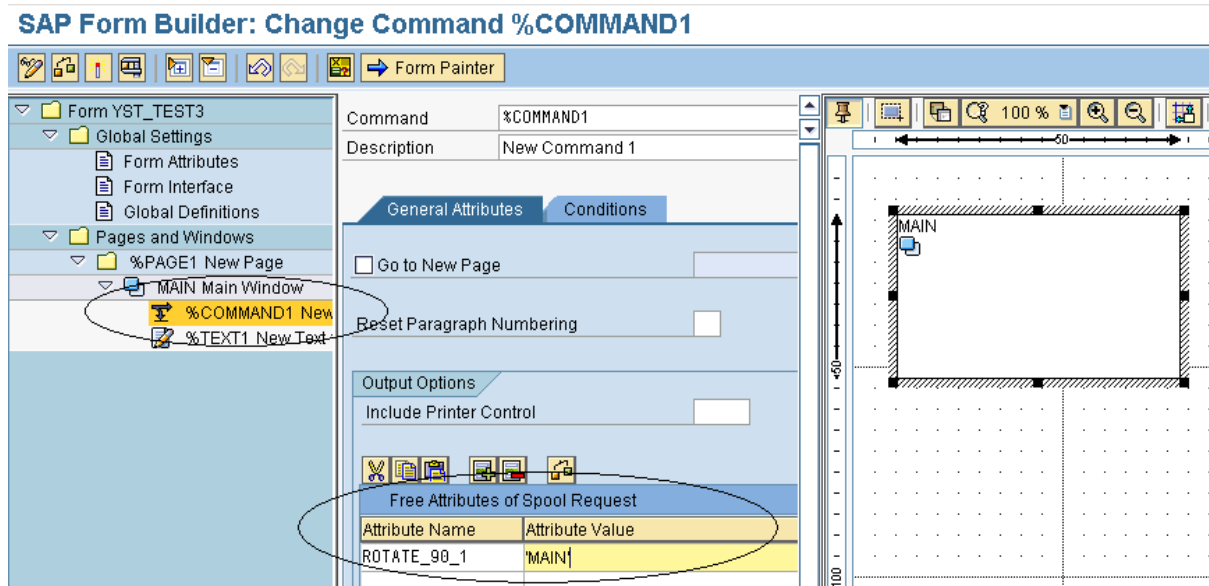 SAP Form Builder: Change Command %COMMAND1
Form Painter
Form YST_TEST3
Global Settings
Form Attributes
Form Interface
Global Definitions
Pages and Windows
%PAGE1 New Page
MAIN Main Window
%COMMAND1 New
%TEXT1 New Text
Command %COMMAND1
Description New Command 1
General Attributes Conditions
Go to New Page
Reset Paragraph Numbering
Output Options
Include Printer Control
Free Attributes of Spool Request
Attribute Name Attribute Value
ROTATE_90_1 'MAIN'
100 %
50
MAIN
50
100